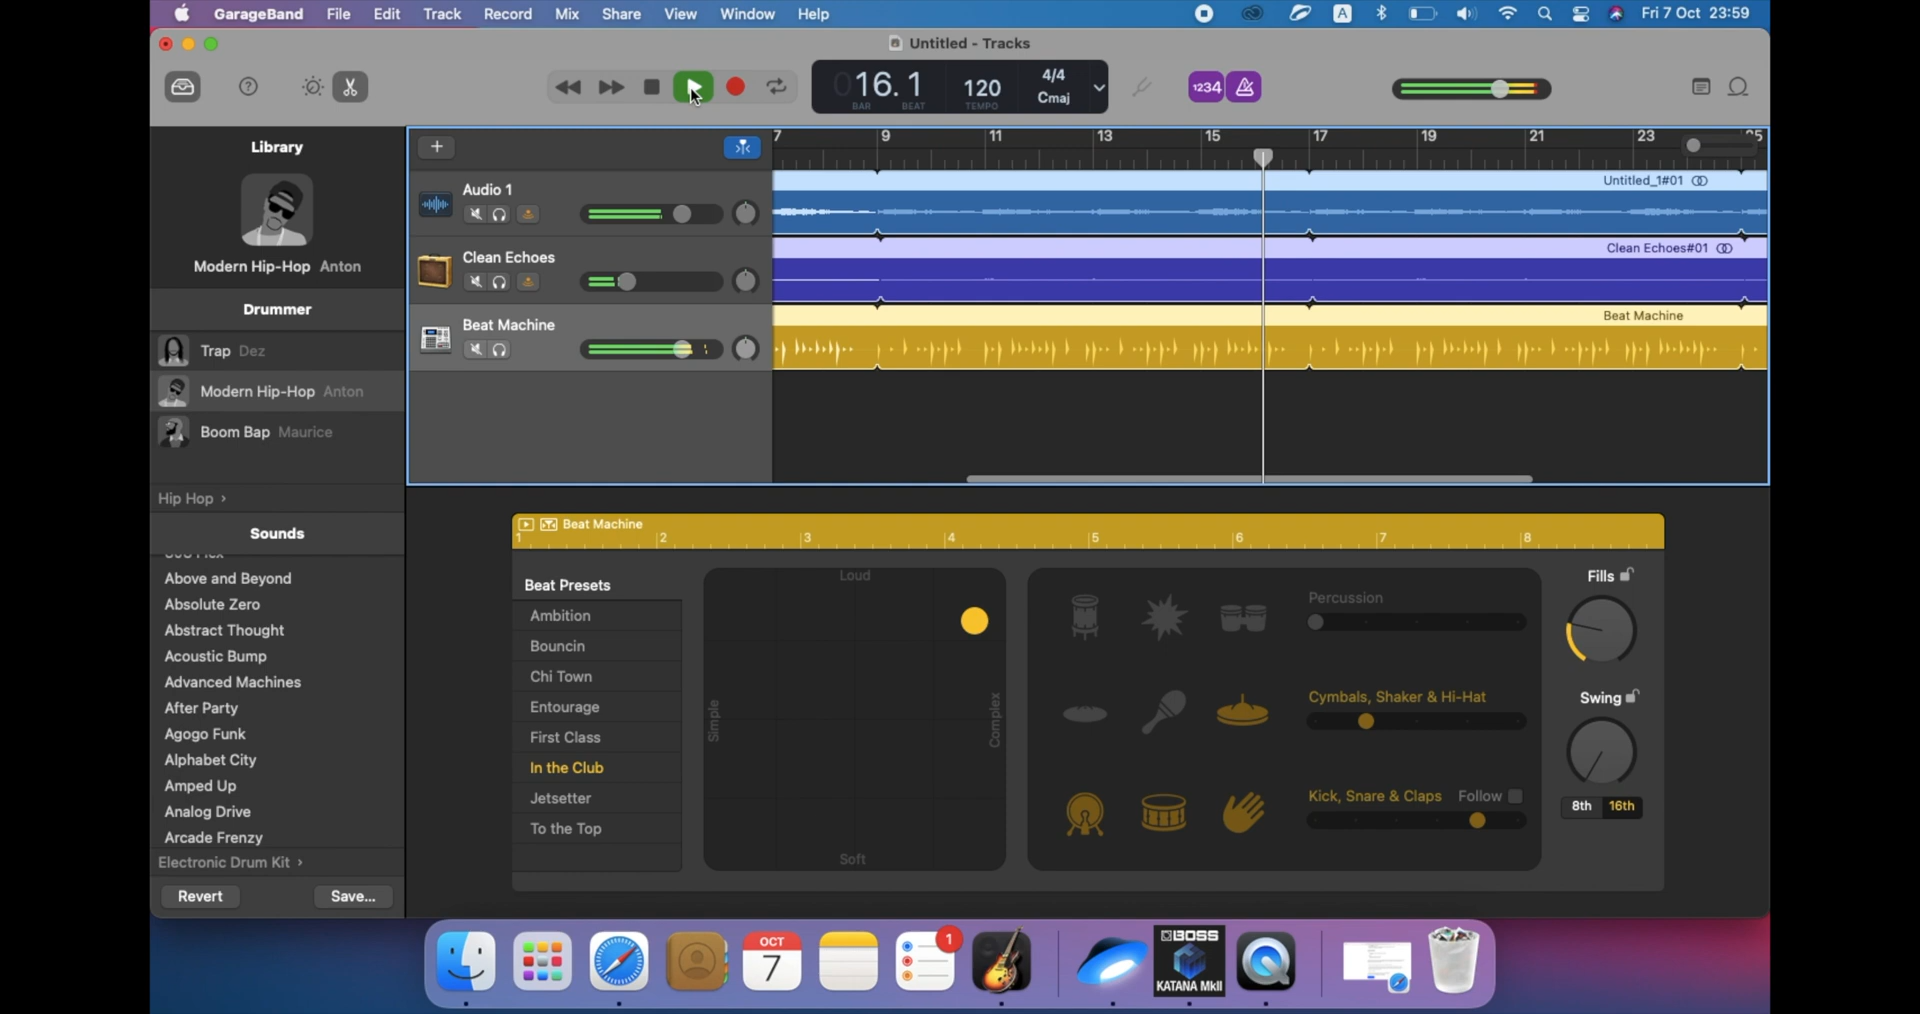 GarageBand File Edit Track Record Mix Share View Window Help
A
Fri 7 Oct 23:59
Untitled - Tracks
016.1
BAR BEAT
120
TEMPO
4/4
Cmaj
1234
Library
Modern Hip-Hop Anton
Drummer
Trap Dez
Modern Hip-Hop Anton
Boom Bap Maurice
Hip Hop ›
Sounds
Above and Beyond
Absolute Zero
Abstract Thought
Acoustic Bump
Advanced Machines
After Party
Agogo Funk
Alphabet City
Amped Up
Analog Drive
Arcade Frenzy
Electronic Drum Kit ›
Revert Save...
7 9 11 13 15 17 19 21 23 25
Audio 1
Untitled_1#01
Clean Echoes
Clean Echoes#01
Beat Machine
Beat Machine
Beat Machine
1 2 3 4 5 6 7 8
Beat Presets
Ambition
Bouncin
Chi Town
Entourage
First Class
In the Club
Jetsetter
To the Top
Loud
Simple
Complex
Soft
Percussion
Cymbals, Shaker & Hi-Hat
Kick, Snare & Claps Follow
Fills
Swing
8th 16th
OCT
7
1
BOSS
KATANA MkII